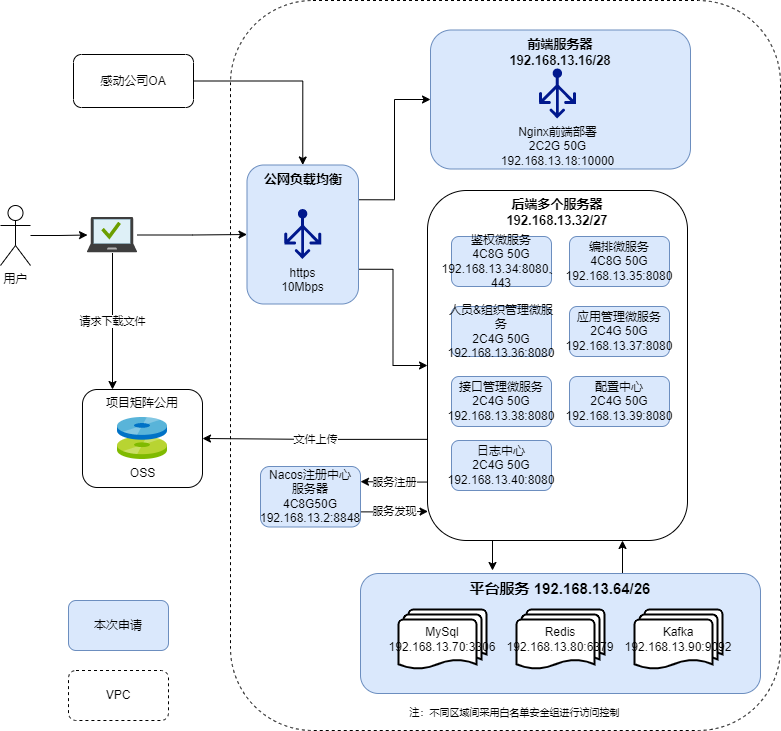 感动公司OA
前端服务器
192.168.13.16/28
Nginx前端部署
2C2G 50G
192.168.13.18:10000
公网负载均衡
https
10Mbps
用户
请求下载文件
项目矩阵公用
OSS
后端多个服务器
192.168.13.32/27
鉴权微服务
4C8G 50G
192.168.13.34:8080、
443
编排微服务
4C8G 50G
192.168.13.35:8080
人员&组织管理微服
务
2C4G 50G
192.168.13.36:8080
应用管理微服务
2C4G 50G
192.168.13.37:8080
接口管理微服务
2C4G 50G
192.168.13.38:8080
配置中心
2C4G 50G
192.168.13.39:8080
日志中心
2C4G 50G
192.168.13.40:8080
文件上传
Nacos注册中心
服务器
4C8G50G
192.168.13.2:8848
服务注册
服务发现
平台服务 192.168.13.64/26
MySql
192.168.13.70:3306
Redis
192.168.13.80:6379
Kafka
192.168.13.90:9092
本次申请
VPC
注：不同区域间采用白名单安全组进行访问控制